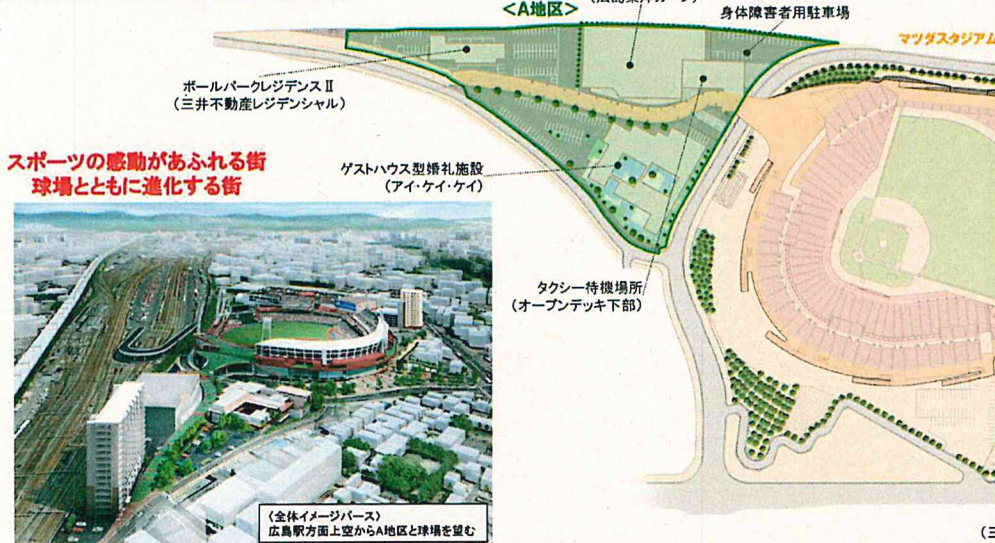 <A地区>
身体障害者用駐車場
マツダスタジアム
ボールパークレジデンスⅡ
(三井不動産レジデンシャル)
スポーツの感動があふれる街
球場とともに進化する街
ゲストハウス型婚礼施設
(アイ・ケイ・ケイ)
タクシー待機場所
(オープンデッキ下部)
〈全体イメージパース〉
広島駅方面上空からA地区と球場を望む
(三